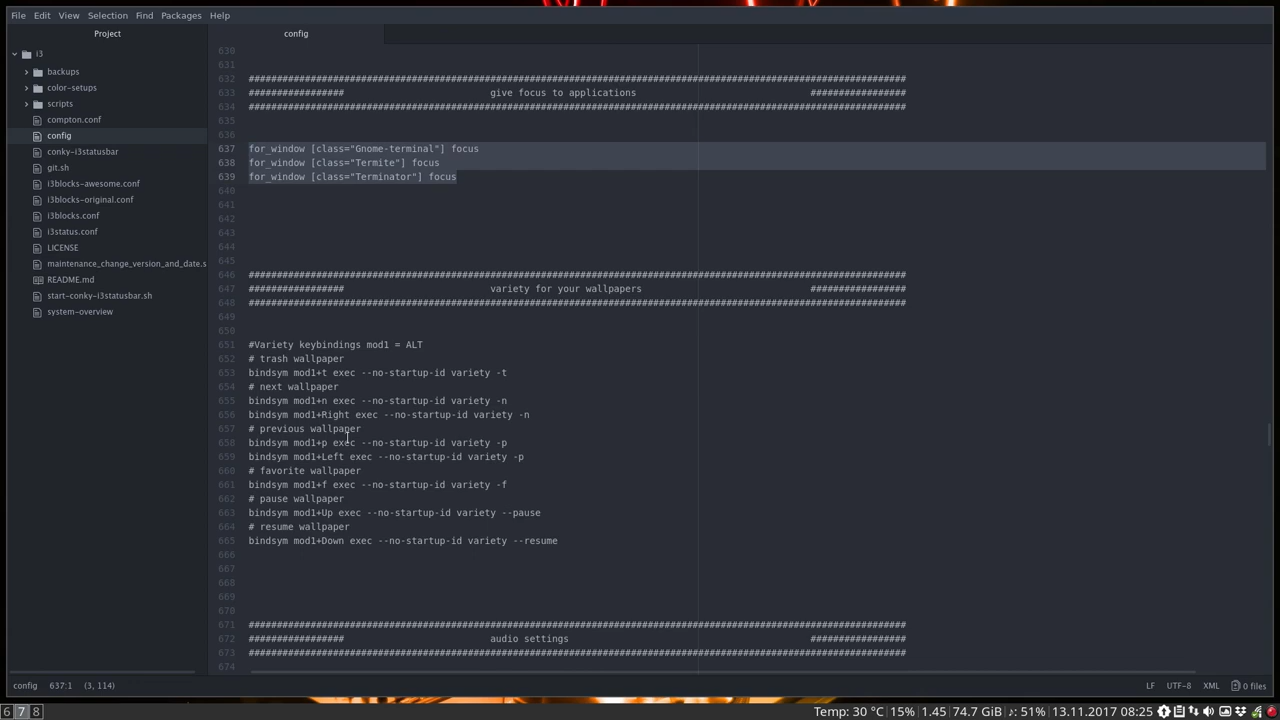 File Edit View Selection Find Packages Help
Project
config
i3
backups
color-setups
scripts
compton.conf
config
conky-i3statusbar
git.sh
i3blocks-awesome.conf
i3blocks-original.conf
i3blocks.conf
i3status.conf
LICENSE
maintenance_change_version_and_date.s
README.md
start-conky-i3statusbar.sh
system-overview
630
631
632 #####################################################################################################################
633 ################# give focus to applications #################
634 #####################################################################################################################
635
636
637 for_window [class="Gnome-terminal"] focus
638 for_window [class="Termite"] focus
639 for_window [class="Terminator"] focus
640
641
642
643
644
645
646 #####################################################################################################################
647 ################# variety for your wallpapers #################
648 #####################################################################################################################
649
650
651 #Variety keybindings mod1 = ALT
652 # trash wallpaper
653 bindsym mod1+t exec --no-startup-id variety -t
654 # next wallpaper
655 bindsym mod1+n exec --no-startup-id variety -n
656 bindsym mod1+Right exec --no-startup-id variety -n
657 # previous wallpaper
658 bindsym mod1+p exec --no-startup-id variety -p
659 bindsym mod1+Left exec --no-startup-id variety -p
660 # favorite wallpaper
661 bindsym mod1+f exec --no-startup-id variety -f
662 # pause wallpaper
663 bindsym mod1+Up exec --no-startup-id variety --pause
664 # resume wallpaper
665 bindsym mod1+Down exec --no-startup-id variety --resume
666
667
668
669
670
671 #####################################################################################################################
672 ################# audio settings #################
673 #####################################################################################################################
674
config 637:1 (3, 114) LF UTF-8 XML 0 files
6 7 8 Temp: 30 °C 15% 1.45 74.7 GiB ♪: 51% 13.11.2017 08:25